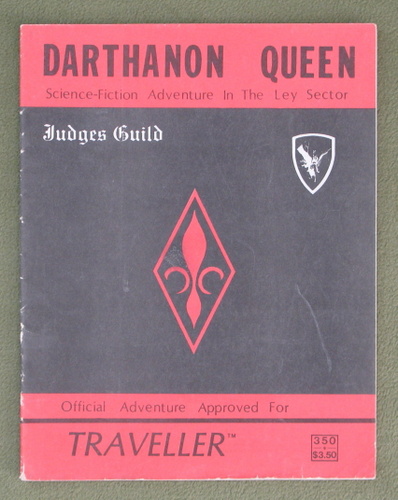 DARTHANON QUEEN
Science-Fiction Adventure In The Ley Sector
Judges Guild
Official Adventure Approved For
TRAVELLER™
350
$3.50